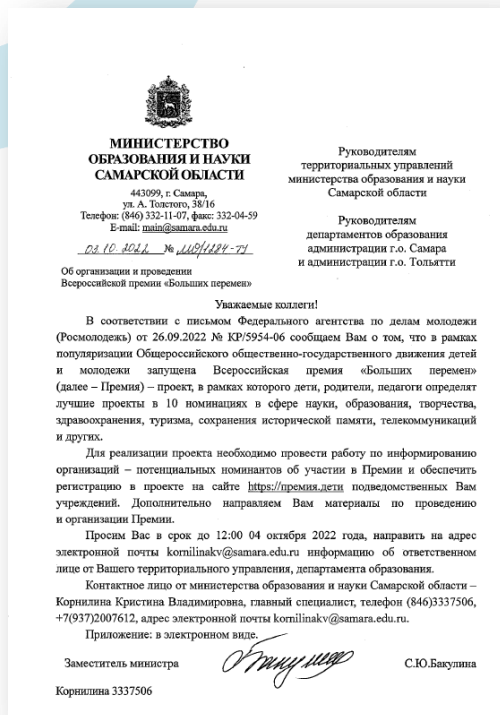 МИНИСТЕРСТВО
ОБРАЗОВАНИЯ И НАУКИ
САМАРСКОЙ ОБЛАСТИ
443099, г. Самара,
ул. А. Толстого, 38/16
Телефон: (846) 332-11-07, факс: 332-04-59
E-mail: main@samara.edu.ru
03.10.2022 № МО/1284-ТУ
Об организации и проведении
Всероссийской премии «Больших перемен»
Руководителям
территориальных управлений
министерства образования и науки
Самарской области
Руководителям
департаментов образования
администрации г.о. Самара
и администрации г.о. Тольятти
Уважаемые коллеги!
В соответствии с письмом Федерального агентства по делам молодежи
(Росмолодежь) от 26.09.2022 № КР/5954-06 сообщаем Вам о том, что в рамках
популяризации Общероссийского общественно-государственного движения детей
и молодежи запущена Всероссийская премия «Больших перемен»
(далее – Премия) – проект, в рамках которого дети, родители, педагоги определят
лучшие проекты в 10 номинациях в сфере науки, образования, творчества,
здравоохранения, туризма, сохранения исторической памяти, телекоммуникаций
и других.
Для реализации проекта необходимо провести работу по информированию
организаций – потенциальных номинантов об участии в Премии и обеспечить
регистрацию в проекте на сайте https://премия.дети подведомственных Вам
учреждений. Дополнительно направляем Вам материалы по проведению
и организации Премии.
Просим Вас в срок до 12:00 04 октября 2022 года, направить на адрес
электронной почты kornilinakv@samara.edu.ru информацию об ответственном
лице от Вашего территориального управления, департамента образования.
Контактное лицо от министерства образования и науки Самарской области –
Корнилина Кристина Владимировна, главный специалист, телефон (846)3337506,
+7(937)2007612, адрес электронной почты kornilinakv@samara.edu.ru.
Приложение: в электронном виде.
Заместитель министра С.Ю.Бакулина
Корнилина 3337506